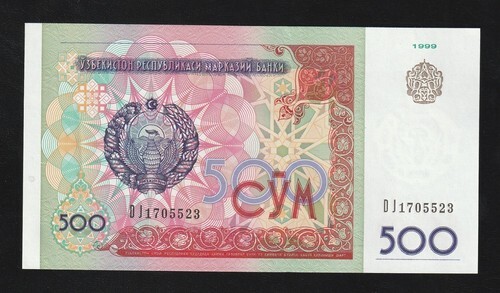 1999
ЎЗБЕКИСТОН РЕСПУБЛИКАСИ МАРКАЗИЙ БАНКИ
500
СЎМ
DJ1705523
DJ1705523
500
500